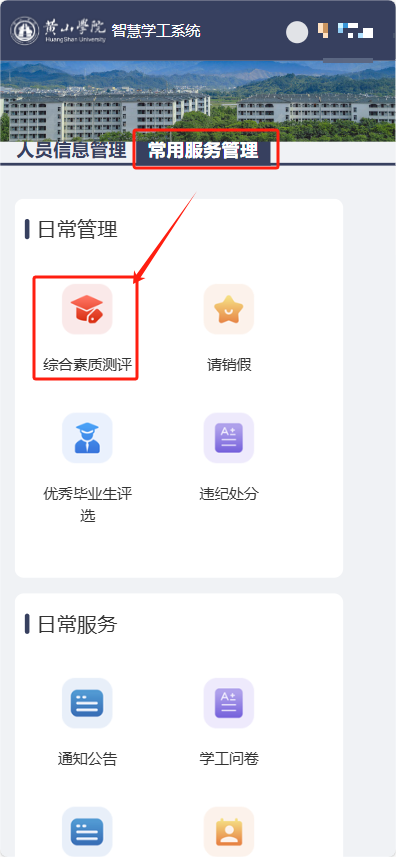 黄山学院
HuangShan University
智慧学工系统
人员信息管理
常用服务管理
日常管理
综合素质测评
请销假
优秀毕业生评
选
A+
违纪处分
日常服务
通知公告
A+
学工问卷